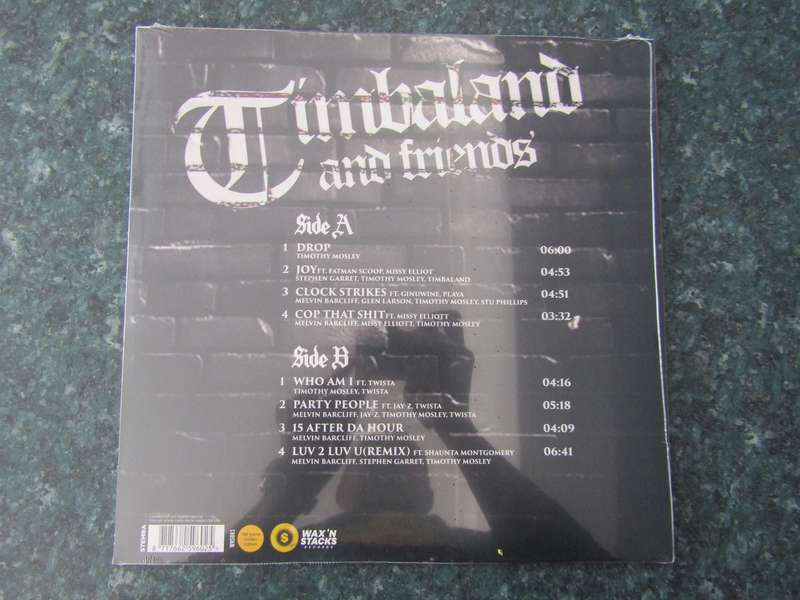 Timbaland
and friends
Side A
1 DROP 06:00
TIMOTHY MOSLEY
2 JOY FT. FATMAN SCOOP, MISSY ELLIOT 04:53
STEPHEN GARRET, TIMOTHY MOSLEY, TIMBALAND
3 CLOCK STRIKES FT. GINUWINE, PLAYA 04:51
MELVIN BARCLIFF, GLEN LARSON, TIMOTHY MOSLEY, STU PHILLIPS
4 COP THAT SHIT FT. MISSY ELLIOTT 03:32
MELVIN BARCLIFF, MISSY ELLIOTT, TIMOTHY MOSLEY
Side B
1 WHO AM I FT. TWISTA 04:16
TIMOTHY MOSLEY, TWISTA
2 PARTY PEOPLE FT. JAY-Z, TWISTA 05:18
MELVIN BARCLIFF, JAY-Z, TIMOTHY MOSLEY, TWISTA
3 15 AFTER DA HOUR 04:09
MELVIN BARCLIFF, TIMOTHY MOSLEY
4 LUV 2 LUV U(REMIX) FT. SHAUNTA MONTGOMERY 06:41
MELVIN BARCLIFF, STEPHEN GARRET, TIMOTHY MOSLEY
STEMRA
$
WAX'N
STACKS
RECORDS